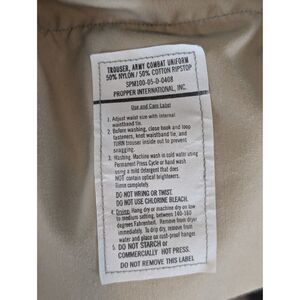 TROUSER, ARMY COMBAT UNIFORM
50% NYLON / 50% COTTON RIPSTOP
SPM100-05-D-0408
PROPPER INTERNATIONAL, INC
Use and Care Label
1. Adjust waist size with internal
waistband tie.
2. Before washing, close hook and loop
fasteners, knot waistband tie, and
TURN trouser inside out to prevent
snagging.
3. Washing. Machine wash in cold water using
Permanent Press Cycle or hand wash
using a mild detergent that does
NOT contain optical brighteners.
Rinse completely.
DO NOT WRING OR TWIST.
DO NOT USE CHLORINE BLEACH.
4. Drying: Hang dry or machine dry on low
to medium setting, between 140-160
degrees Fahrenheit. Remove from dryer
immediately. To drip dry, remove from
water and place on rust-proof hanger.
5. DO NOT STARCH or
COMMERCIALLY HOT PRESS.
DO NOT REMOVE THIS LABEL